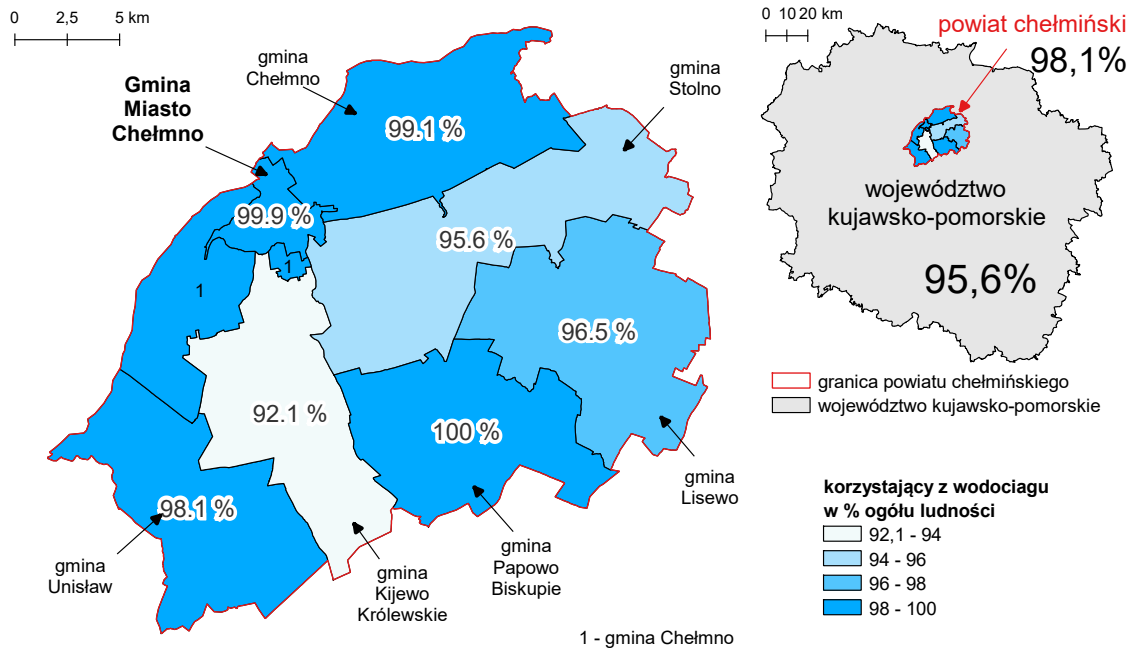 0 2,5 5 km
gmina
Chełmno
Gmina
Miasto
Chełmno
gmina
Stolno
99.1 %
99.9 %
95.6 %
1
1
96.5 %
92.1 %
100 %
98.1 %
gmina
Lisewo
gmina
Unisław
gmina
Kijewo
Królewskie
gmina
Papowo
Biskupie
1 - gmina Chełmno
0 10 20 km
powiat chełmiński
98,1%
województwo
kujawsko-pomorskie
95,6%
granica powiatu chełmińskiego
województwo kujawsko-pomorskie
korzystający z wodociagu
w % ogółu ludności
92,1 - 94
94 - 96
96 - 98
98 - 100